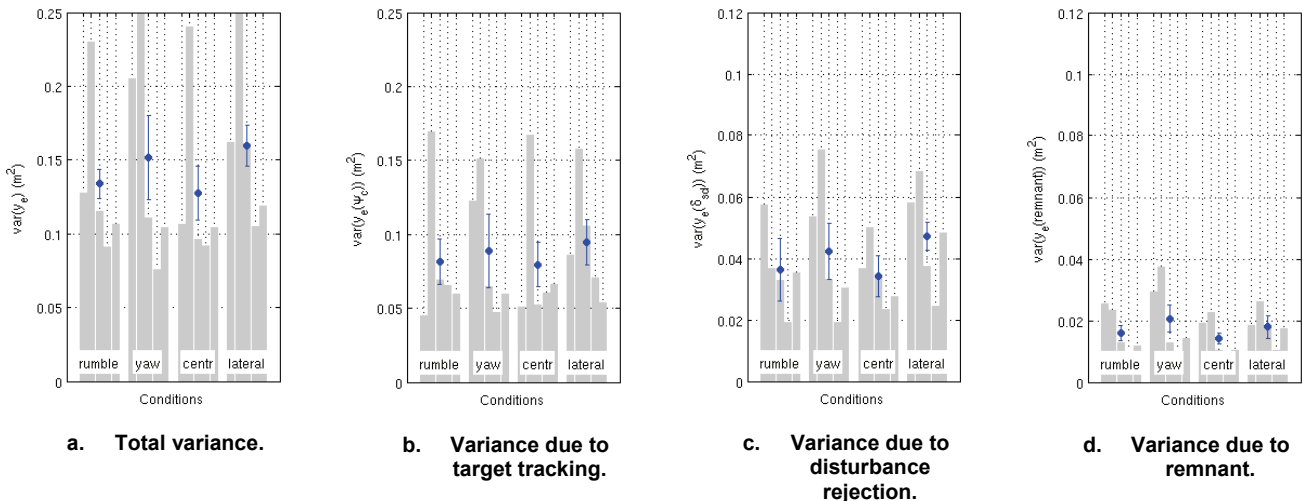 0.25
0.2
0.15
0.1
0.05
0
var(y_e) (m²)
rumble yaw centr lateral
Conditions
a. Total variance.
0.25
0.2
0.15
0.1
0.05
0
var(y_e(Ψ_c)) (m²)
rumble yaw centr lateral
Conditions
b. Variance due to
target tracking.
0.12
0.1
0.08
0.06
0.04
0.02
0
var(y_e(δ_sd)) (m²)
rumble yaw centr lateral
Conditions
c. Variance due to
disturbance
rejection.
0.12
0.1
0.08
0.06
0.04
0.02
0
var(y_e(remnant)) (m²)
rumble yaw centr lateral
Conditions
d. Variance due to
remnant.